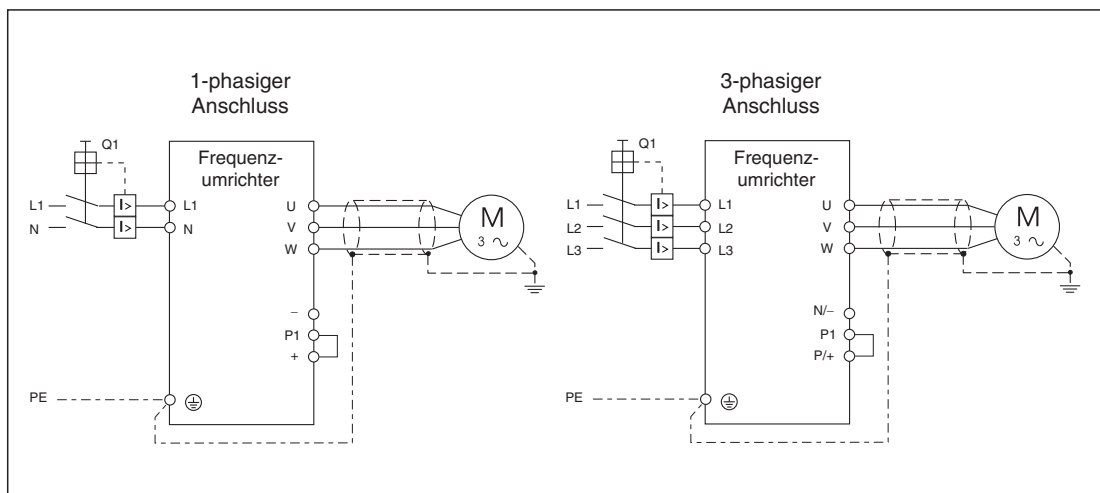 1-phasiger
Anschluss
Q1
Frequenz-
umrichter
L1
I>
L1
N
I>
N
U
V
W
M
3 ~
–
P1
+
PE
3-phasiger
Anschluss
Q1
Frequenz-
umrichter
L1
I>
L1
L2
I>
L2
L3
I>
L3
U
V
W
M
3 ~
N/–
P1
P/+
PE